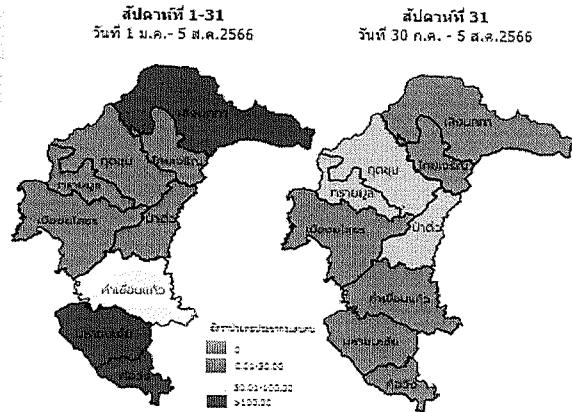 สัปดาห์ที่ 1-31
วันที่ 1 ม.ค.- 5 ส.ค.2566
สัปดาห์ที่ 31
วันที่ 30 ก.ค.- 5 ส.ค.2566
เลิงนกทา
กุดชุม
ไทยเจริญ
ทรายมูล
เมืองยโสธร
ป่าติ้ว
คำเขื่อนแก้ว
มหาชนะชัย
ค้อวัง
เลิงนกทา
กุดชุม
ไทยเจริญ
ทรายมูล
เมืองยโสธร
ป่าติ้ว
คำเขื่อนแก้ว
มหาชนะชัย
ค้อวัง
0
0.01-50.00
50.01-100.00
>100.00